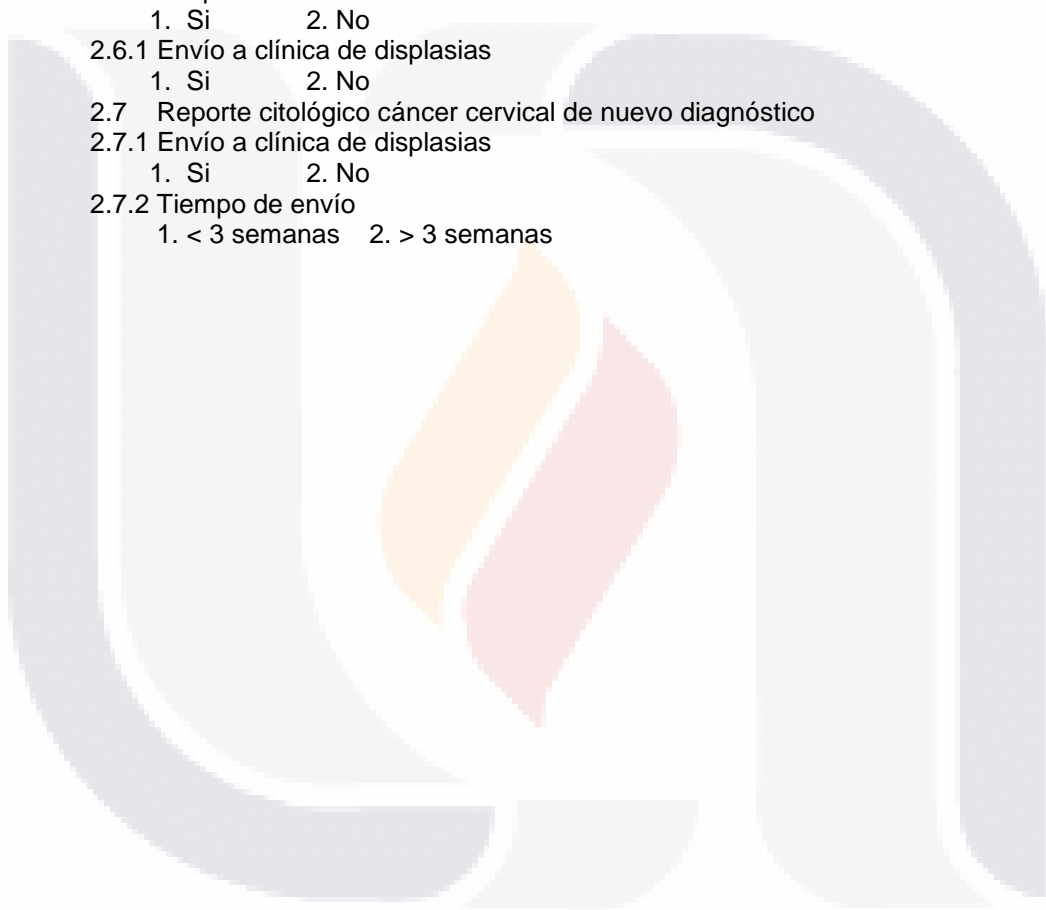 1. Si 2. No
2.6.1 Envío a clínica de displasias
1. Si 2. No
2.7 Reporte citológico cáncer cervical de nuevo diagnóstico
2.7.1 Envío a clínica de displasias
1. Si 2. No
2.7.2 Tiempo de envío
1. < 3 semanas 2. > 3 semanas